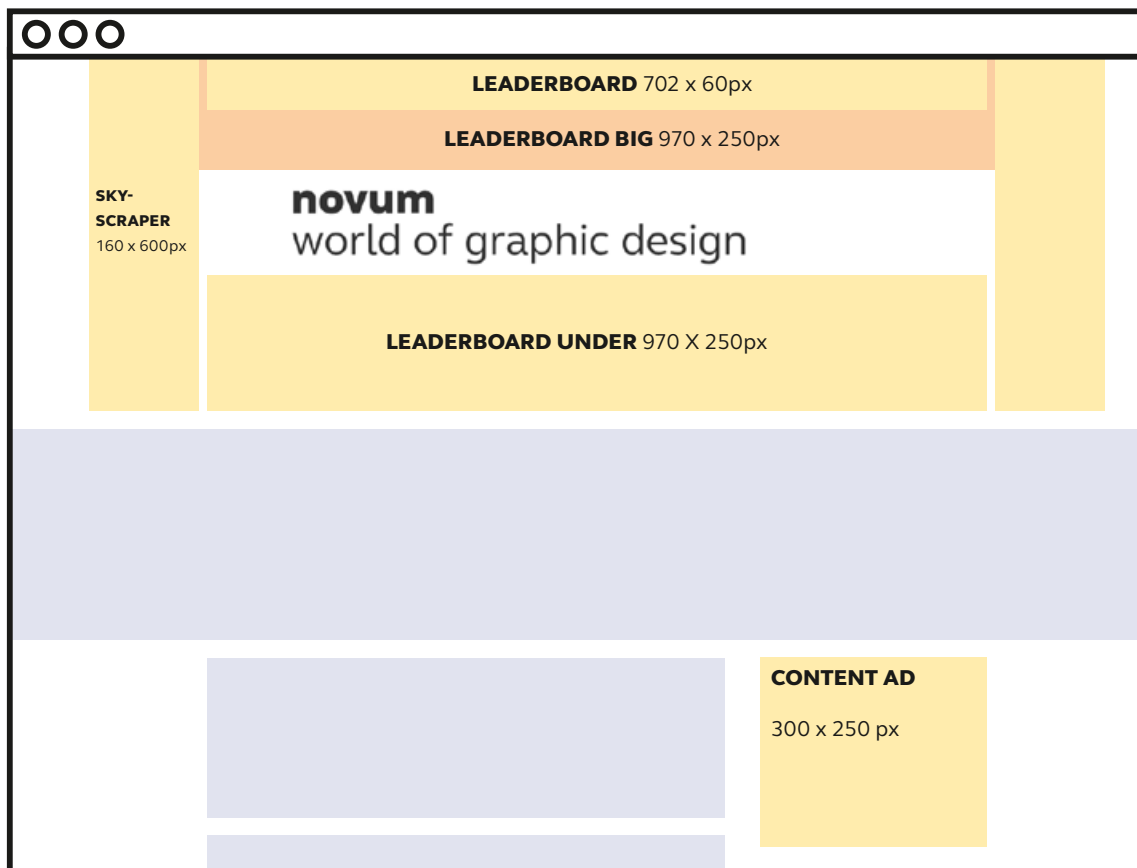 LEADERBOARD 702 x 60px
LEADERBOARD BIG 970 x 250px
SKY-
SCRAPER
160 x 600px
novum
world of graphic design
LEADERBOARD UNDER 970 X 250px
CONTENT AD
300 x 250 px